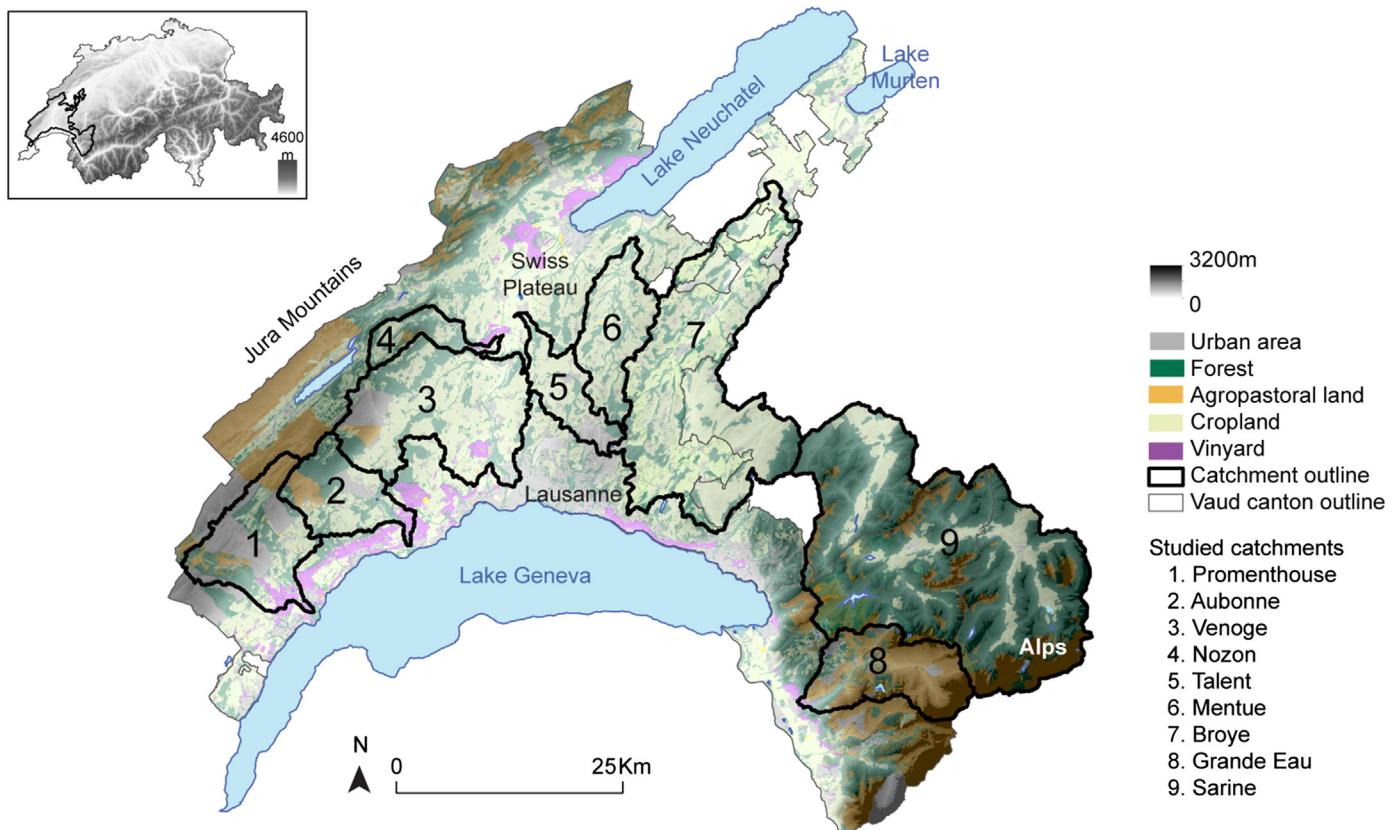 4600
m
Lake
Murten
Lake Neuchatel
Jura Mountains
Swiss
Plateau
4
3
5
6
7
2
1
Lausanne
Lake Geneva
9
8
Alps
N
0
25Km
3200m
0
Urban area
Forest
Agropastoral land
Cropland
Vinyard
Catchment outline
Vaud canton outline
Studied catchments
1. Promenthouse
2. Aubonne
3. Venoge
4. Nozon
5. Talent
6. Mentue
7. Broye
8. Grande Eau
9. Sarine